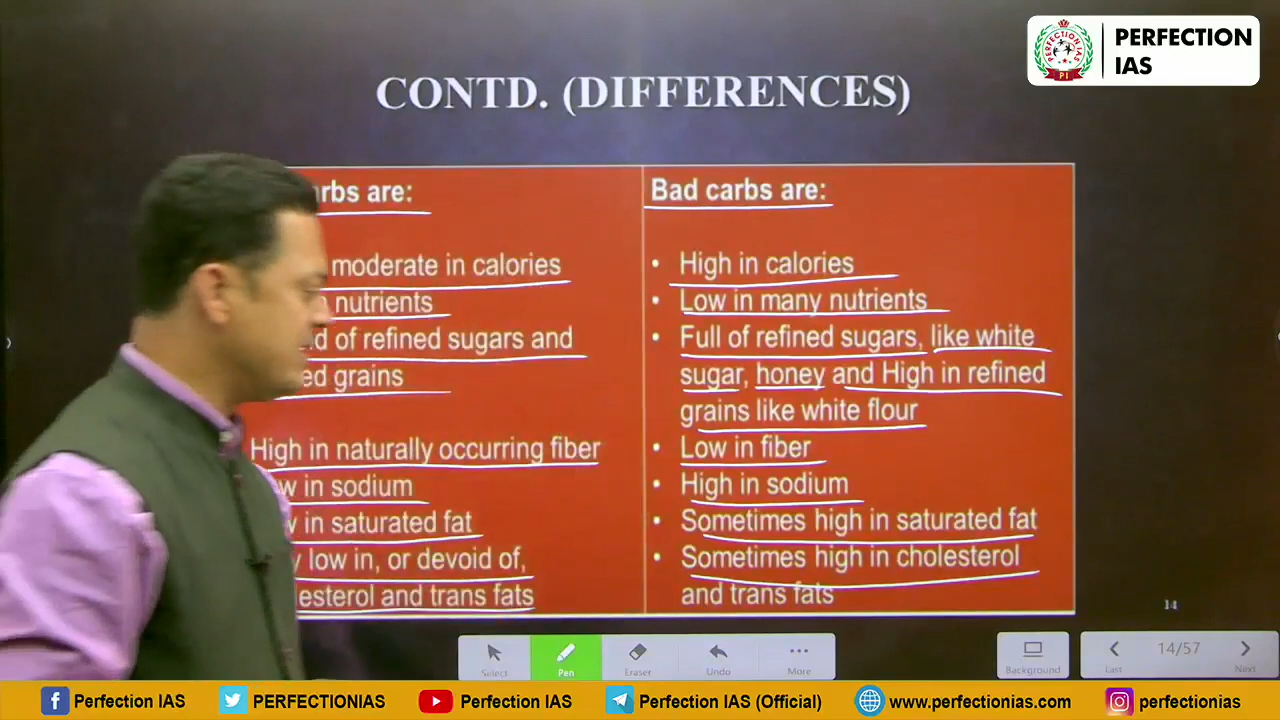 PERFECTION
IAS
PERFECTION IAS
PI
CONTD. (DIFFERENCES)
are:
moderate in calories
nutrients
of refined sugars and
grains
High in naturally occurring fiber
in sodium
in saturated fat
low in, or devoid of,
and trans fats
Bad carbs are:
• High in calories
• Low in many nutrients
• Full of refined sugars, like white
sugar, honey and High in refined
grains like white flour
• Low in fiber
• High in sodium
• Sometimes high in saturated fat
• Sometimes high in cholesterol
and trans fats
14
Select
Pen
Eraser
Undo
More
Background
Last
14/57
Next
Perfection IAS
PERFECTIONIAS
Perfection IAS
Perfection IAS (Official)
www.perfectionias.com
perfectionias